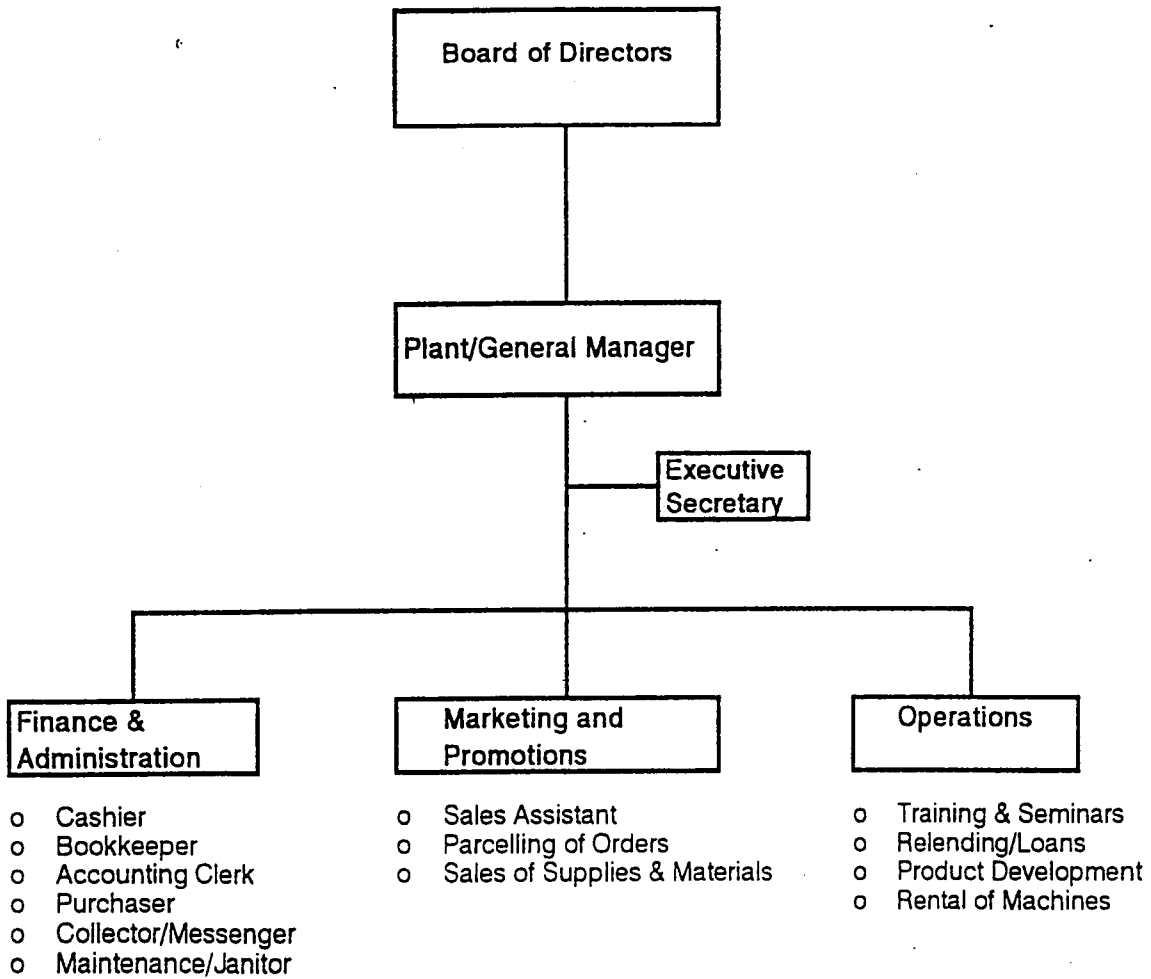 Board of Directors
Plant/General Manager
Executive
Secretary
Finance &
Administration
o Cashier
o Bookkeeper
o Accounting Clerk
o Purchaser
o Collector/Messenger
o Maintenance/Janitor
Marketing and
Promotions
o Sales Assistant
o Parcelling of Orders
o Sales of Supplies & Materials
Operations
o Training & Seminars
o Relending/Loans
o Product Development
o Rental of Machines